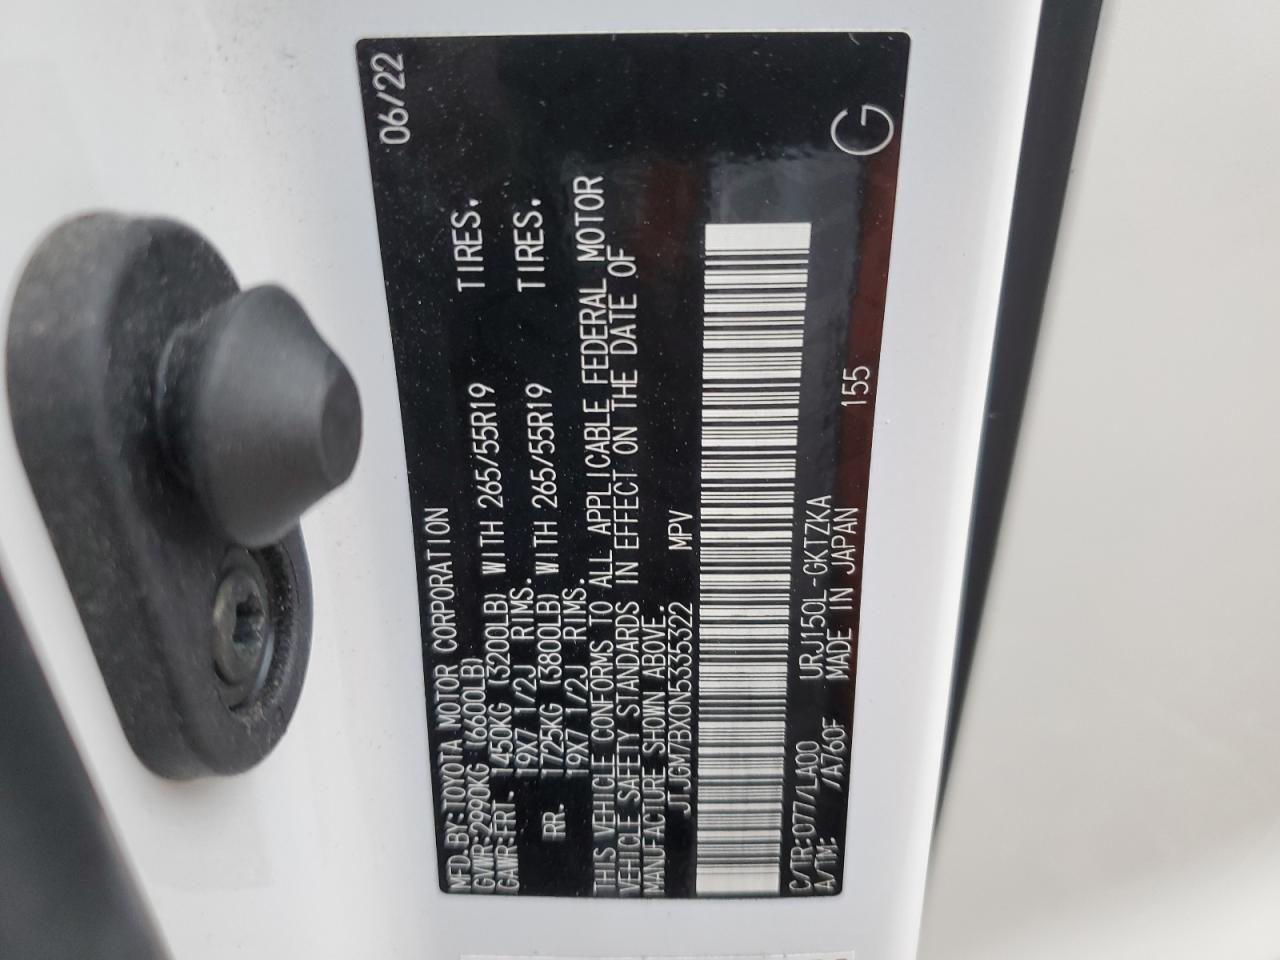 MFD.BY:TOYOTA MOTOR CORPORATION 06/22
GVWR:2990KG (6600LB)
GAWR:FRT. 1450KG (3200LB) WITH 265/55R19 TIRES.
19X7 1/2J RIMS.
RR. 1725KG (3800LB) WITH 265/55R19 TIRES.
19X7 1/2J RIMS.
THIS VEHICLE CONFORMS TO ALL APPLICABLE FEDERAL MOTOR
VEHICLE SAFETY STANDARDS IN EFFECT ON THE DATE OF
MANUFACTURE SHOWN ABOVE.
JTJGM7BX0N5335322 MPV
C/TR:077/LA00 URJ150L-GKTZKA
A/TM: /A760F MADE IN JAPAN 155 G